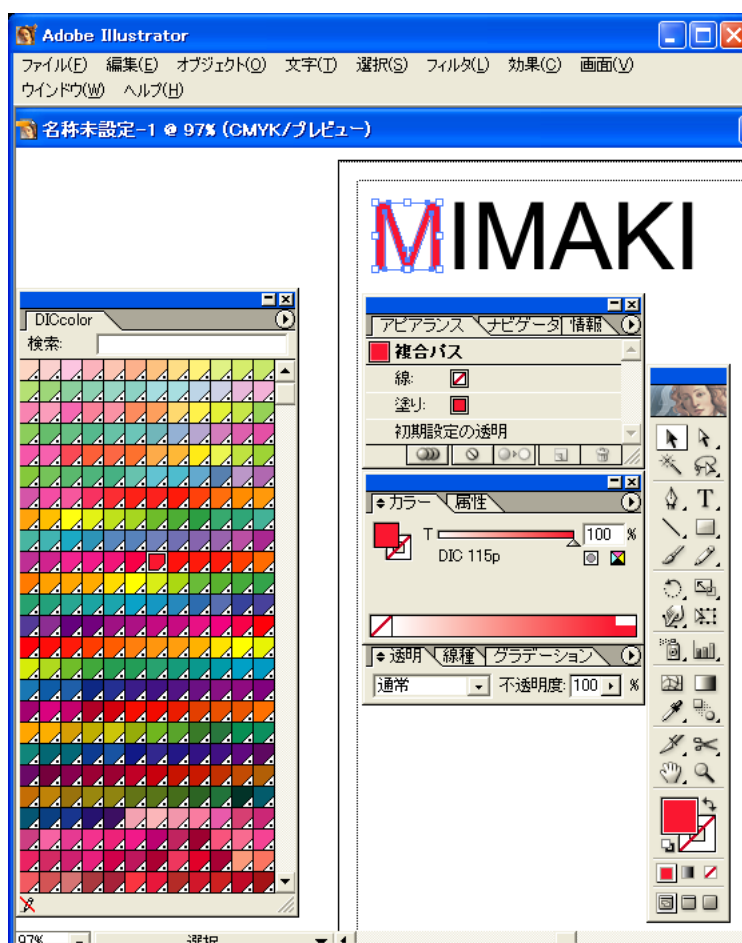 Adobe Illustrator
ファイル(F) 編集(E) オブジェクト(O) 文字(T) 選択(S) フィルタ(L) 効果(C) 画面(V)
ウインドウ(W) ヘルプ(H)
名称未設定-1 @ 97% (CMYK/プレビュー)
MIMAKI
DICcolor
検索:
アピアランス ナビゲータ 情報
複合パス
線:
塗り:
初期設定の透明
カラー 属性
T 100 %
DIC 115p
透明 線種 グラデーション
通常 不透明度: 100 %
T
97% 選択